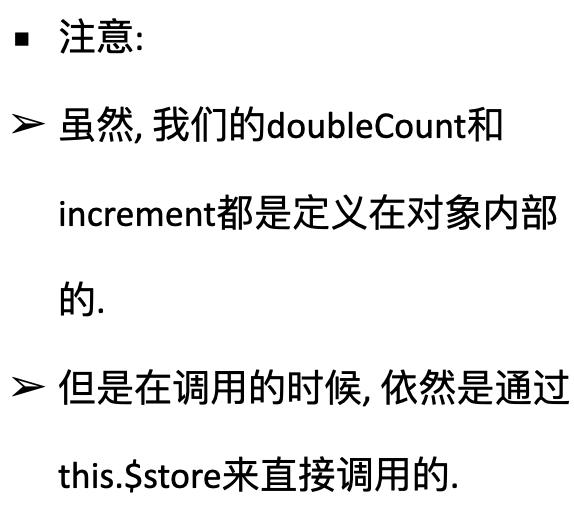 ▪ 注意:
➢ 虽然, 我们的doubleCount和
increment都是定义在对象内部
的.
➢ 但是在调用的时候, 依然是通过
this.$store来直接调用的.